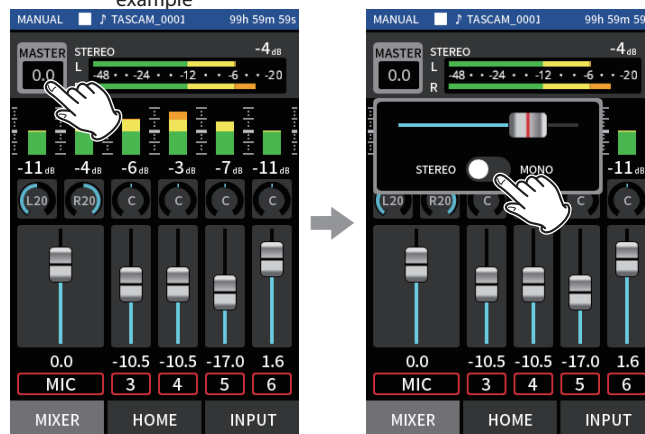 example
MANUAL ♪ TASCAM_0001 99h 59m 59s
MASTER STEREO -4dB
0.0 L -48 · · -24 · · -12 · · -6 · · -20
-11dB -4dB -6dB -3dB -7dB -11dB
L20 R20 C C C C
0.0 -10.5 -10.5 -17.0 1.6
MIC 3 4 5 6
MIXER HOME INPUT
MANUAL ♪ TASCAM_0001 99h 59m 59
MASTER STEREO -4dB
0.0 L -48 · · -24 · · -12 · · -6 · · -20
R
STEREO MONO
-11dB
L20 R20 C C C
0.0 -10.5 -10.5 -17.0 1.6
MIC 3 4 5 6
MIXER HOME INPUT